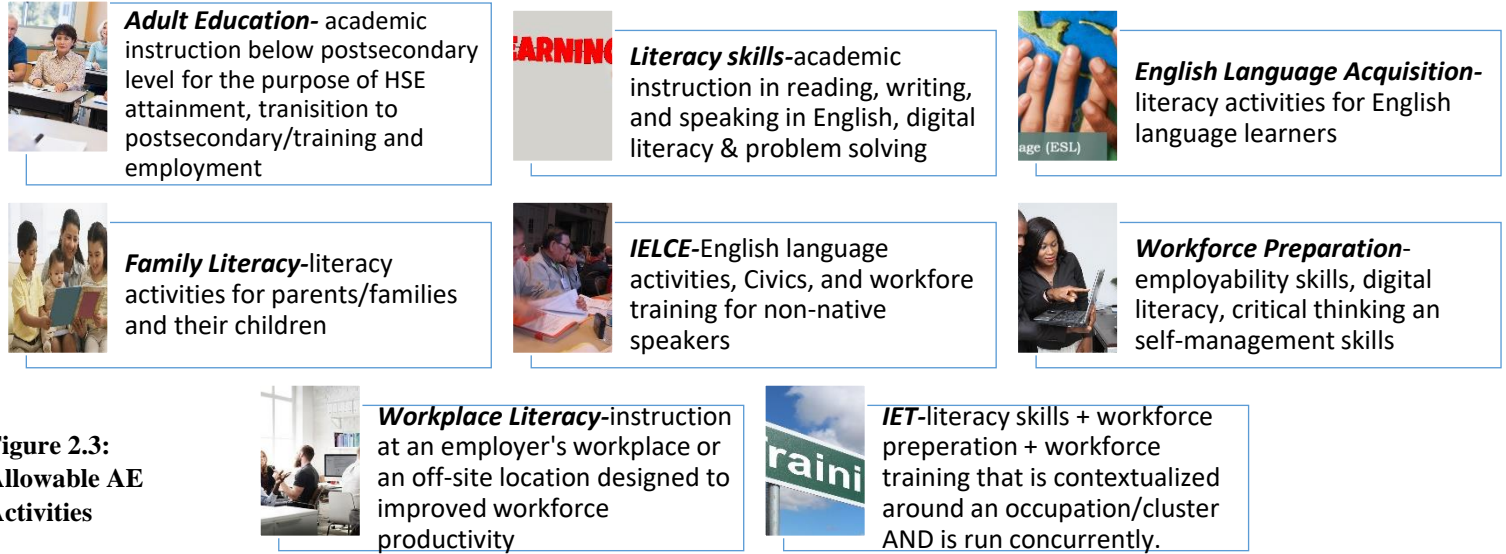 Adult Education- academic
instruction below postsecondary
level for the purpose of HSE
attainment, tranisition to
postsecondary/training and
employment
EARNING
Literacy skills-academic
instruction in reading, writing,
and speaking in English, digital
literacy & problem solving
age (ESL)
English Language Acquisition-
literacy activities for English
language learners
Family Literacy-literacy
activities for parents/families
and their children
IELCE-English language
activities, Civics, and workfore
training for non-native
speakers
Workforce Preparation-
employability skills, digital
literacy, critical thinking an
self-management skills
igure 2.3:
Allowable AE
Activities
Workplace Literacy-instruction
at an employer's workplace or
an off-site location designed to
improved workforce
productivity
raini
IET-literacy skills + workforce
preperation + workforce
training that is contextualized
around an occupation/cluster
AND is run concurrently.